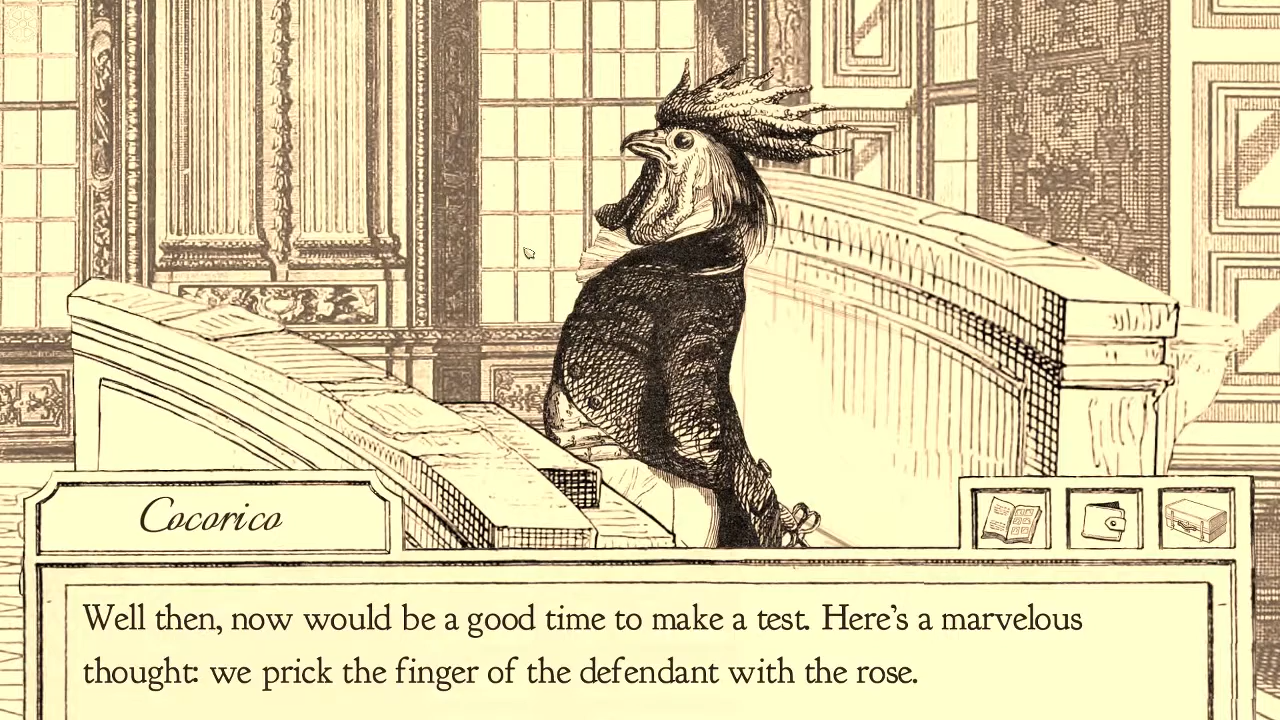 Cocorico
Well then, now would be a good time to make a test. Here's a marvelous
thought: we prick the finger of the defendant with the rose.